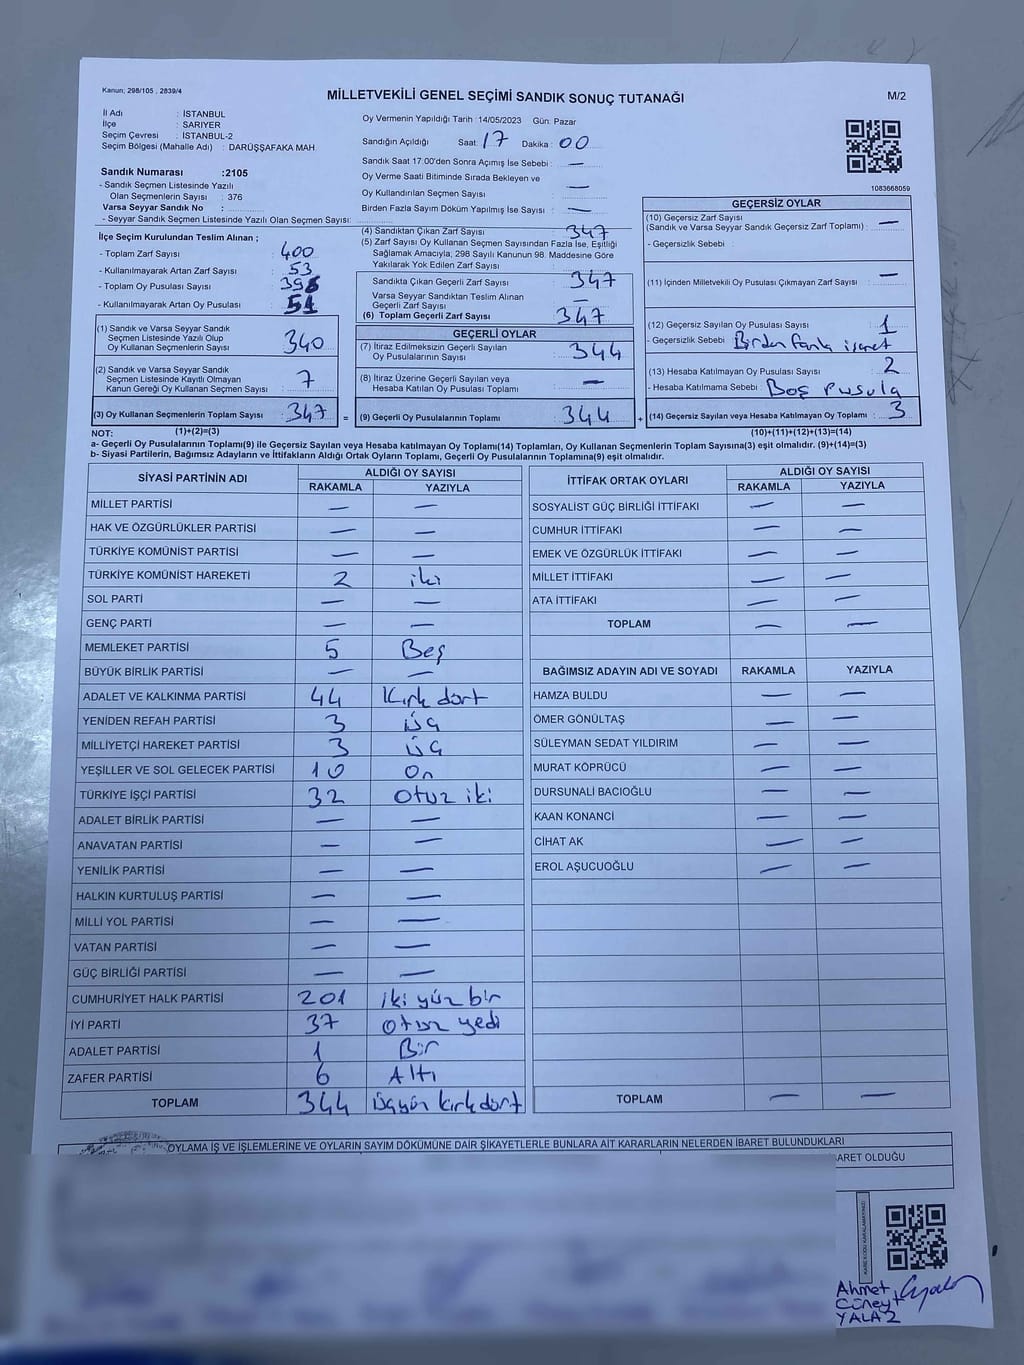 Kanun; 298/105 , 2839/4
MİLLETVEKİLİ GENEL SEÇİMİ SANDIK SONUÇ TUTANAĞI
M/2
İl Adı : İSTANBUL
İlçe : SARIYER
Seçim Çevresi : İSTANBUL-2
Seçim Bölgesi (Mahalle Adı) : DARÜŞŞAFAKA MAH
Sandık Numarası :2105
- Sandık Seçmen Listesinde Yazılı
Olan Seçmenlerin Sayısı : 376
Varsa Seyyar Sandık No :
- Seyyar Sandık Seçmen Listesinde Yazılı Olan Seçmen Sayısı:
Oy Vermenin Yapıldığı Tarih :14/05/2023 Gün: Pazar
Sandığın Açıldığı Saat: 17 Dakika: 00
Sandık Saat 17.00'den Sonra Açımış İse Sebebi : —
Oy Verme Saati Bitiminde Sırada Bekleyen ve
Oy Kullandırılan Seçmen Sayısı : —
Birden Fazla Sayım Döküm Yapılmış İse Sayısı : —
1083668059
İlçe Seçim Kurulundan Teslim Alınan ;
- Toplam Zarf Sayısı : 400
- Kullanılmayarak Artan Zarf Sayısı : 53
- Toplam Oy Pusulası Sayısı :
- Kullanılmayarak Artan Oy Pusulası :
(1) Sandık ve Varsa Seyyar Sandık
Seçmen Listesinde Yazılı Olup
Oy Kullanan Seçmenlerin Sayısı : 340
(2) Sandık ve Varsa Seyyar Sandık
Seçmen Listesinde Kayıtlı Olmayan
Kanun Gereği Oy Kullanan Seçmen Sayısı : 7
(3) Oy Kullanan Seçmenlerin Toplam Sayısı : 347 =
(1)+(2)=(3)
(4) Sandıktan Çıkan Zarf Sayısı : 347
(5) Zarf Sayısı Oy Kullanan Seçmen Sayısından Fazla İse, Eşitliği
Sağlamak Amacıyla; 298 Sayılı Kanunun 98. Maddesine Göre
Yakılarak Yok Edilen Zarf Sayısı :
Sandıkta Çıkan Geçerli Zarf Sayısı : 347
Varsa Seyyar Sandıktan Teslim Alınan
Geçerli Zarf Sayısı : —
(6) Toplam Geçerli Zarf Sayısı : 347
GEÇERLİ OYLAR
(7) İtiraz Edilmeksizin Geçerli Sayılan
Oy Pusulalarının Sayısı : 344
(8) İtiraz Üzerine Geçerli Sayılan veya
Hesaba Katılan Oy Pusulası Toplamı : —
(9) Geçerli Oy Pusulalarının Toplamı : 344 +
GEÇERSİZ OYLAR
(10) Geçersiz Zarf Sayısı
(Sandık ve Varsa Seyyar Sandık Geçersiz Zarf Toplamı) : —
- Geçersizlik Sebebi :
(11) İçinden Milletvekili Oy Pusulası Çıkmayan Zarf Sayısı : —
(12) Geçersiz Sayılan Oy Pusulası Sayısı : 1
- Geçersizlik Sebebi : Birden fazla işaret
(13) Hesaba Katılmayan Oy Pusulası Sayısı : 2
- Hesaba Katılmama Sebebi : Boş Pusula
(14) Geçersiz Sayılan veya Hesaba Katılmayan Oy Toplamı : 3
(10)+(11)+(12)+(13)=(14)
NOT:
a- Geçerli Oy Pusulalarının Toplamı(9) ile Geçersiz Sayılan veya Hesaba Katılmayan Oy Toplamı(14) Toplamları, Oy Kullanan Seçmenlerin Toplam Sayısına(3) eşit olmalıdır. (9)+(14)=(3)
b- Siyasi Partilerin, Bağımsız Adayların ve İttifakların Aldığı Ortak Oyların Toplamı, Geçerli Oy Pusulalarının Toplamına(9) eşit olmalıdır.
SİYASİ PARTİNİN ADI ALDIĞI OY SAYISI
RAKAMLA YAZIYLA
MİLLET PARTİSİ — —
HAK VE ÖZGÜRLÜKLER PARTİSİ — —
TÜRKİYE KOMÜNİST PARTİSİ — —
TÜRKİYE KOMÜNİST HAREKETİ 2 iki
SOL PARTİ — —
GENÇ PARTİ — —
MEMLEKET PARTİSİ 5 Beş
BÜYÜK BİRLİK PARTİSİ — —
ADALET VE KALKINMA PARTİSİ 44 Kırk dört
YENİDEN REFAH PARTİSİ 3 üç
MİLLİYETÇİ HAREKET PARTİSİ 3 üç
YEŞİLLER VE SOL GELECEK PARTİSİ 10 On
TÜRKİYE İŞÇİ PARTİSİ 32 otuz iki
ADALET BİRLİK PARTİSİ — —
ANAVATAN PARTİSİ — —
YENİLİK PARTİSİ — —
HALKIN KURTULUŞ PARTİSİ — —
MİLLİ YOL PARTİSİ — —
VATAN PARTİSİ — —
GÜÇ BİRLİĞİ PARTİSİ — —
CUMHURİYET HALK PARTİSİ 201 iki yüz bir
İYİ PARTİ 37 otuz yedi
ADALET PARTİSİ 1 Bir
ZAFER PARTİSİ 6 Altı
TOPLAM 344 üçyüz kırkdört
İTTİFAK ORTAK OYLARI ALDIĞI OY SAYISI
RAKAMLA YAZIYLA
SOSYALİST GÜÇ BİRLİĞİ İTTİFAKI — —
CUMHUR İTTİFAKI — —
EMEK VE ÖZGÜRLÜK İTTİFAKI — —
MİLLET İTTİFAKI — —
ATA İTTİFAKI — —
TOPLAM — —
BAĞIMSIZ ADAYIN ADI VE SOYADI RAKAMLA YAZIYLA
HAMZA BULDU — —
ÖMER GÖNÜLTAŞ — —
SÜLEYMAN SEDAT YILDIRIM — —
MURAT KÖPRÜCÜ — —
DURSUNALİ BACIOĞLU — —
KAAN KONANCİ — —
CİHAT AK — —
EROL AŞUCUOĞLU — —
TOPLAM — —
OYLAMA İŞ VE İŞLEMLERİNE VE OYLARIN SAYIM DÖKÜMÜNE DAİR ŞİKAYETLERLE BUNLARA AİT KARARLARIN NELERDEN İBARET BULUNDUKLARI
ARET OLDUĞU
KAREKODU KARALAMAYINIZ
Ahmet
Cüneyt
YALAZ